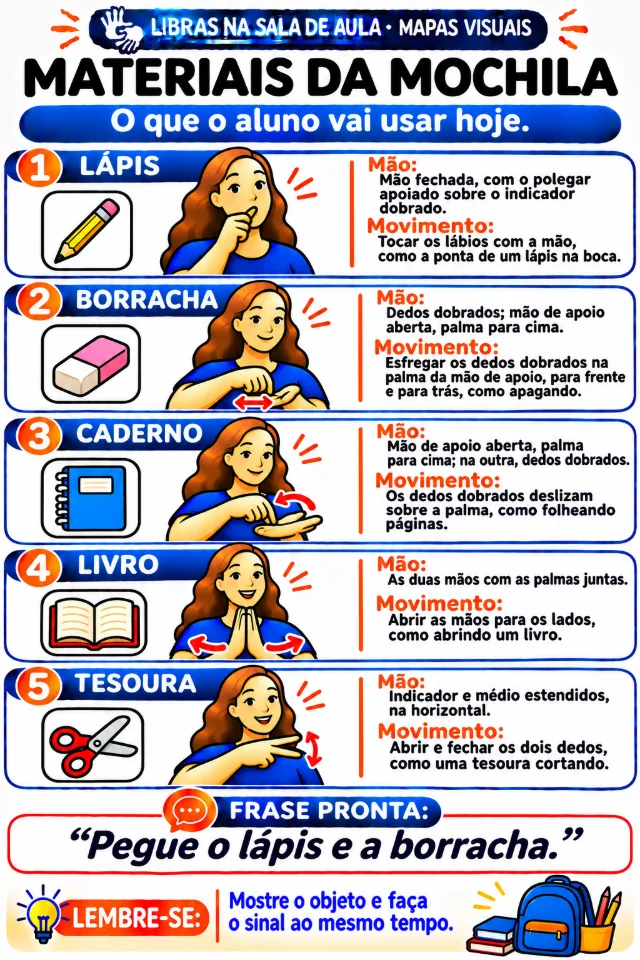 LIBRAS NA SALA DE AULA • MAPAS VISUAIS
MATERIAIS DA MOCHILA
O que o aluno vai usar hoje.
1 LÁPIS
Mão:
Mão fechada, com o polegar
apoiado sobre o indicador
dobrado.
Movimento:
Tocar os lábios com a mão,
como a ponta de um lápis na boca.
2 BORRACHA
Mão:
Dedos dobrados; mão de apoio
aberta, palma para cima.
Movimento:
Esfregar os dedos dobrados na
palma da mão de apoio, para frente
e para trás, como apagando.
3 CADERNO
Mão:
Mão de apoio aberta, palma
para cima; na outra, dedos dobrados.
Movimento:
Os dedos dobrados deslizam
sobre a palma, como folheando
páginas.
4 LIVRO
Mão:
As duas mãos com as palmas juntas.
Movimento:
Abrir as mãos para os lados,
como abrindo um livro.
5 TESOURA
Mão:
Indicador e médio estendidos,
na horizontal.
Movimento:
Abrir e fechar os dois dedos,
como uma tesoura cortando.
FRASE PRONTA:
“Pegue o lápis e a borracha.”
LEMBRE-SE:
Mostre o objeto e faça
o sinal ao mesmo tempo.